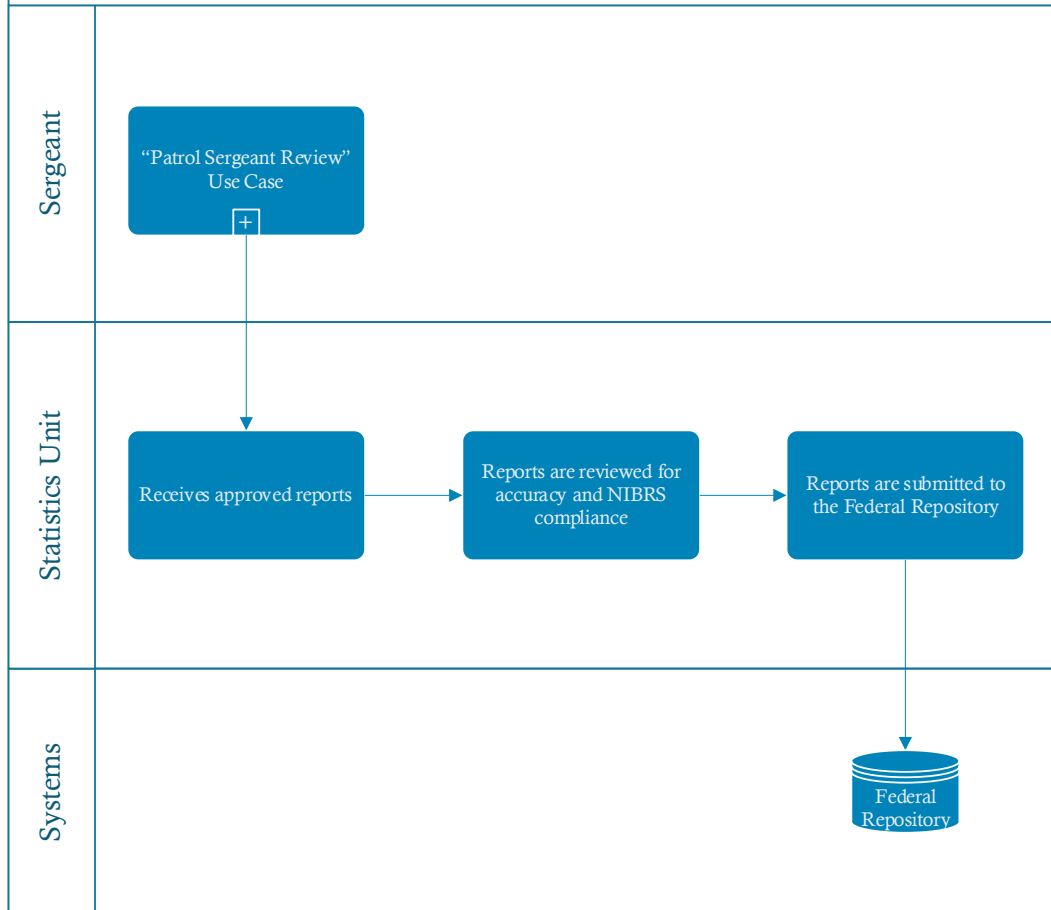 Sergeant
“Patrol Sergeant Review”
Use Case
+
Statistics Unit
Receives approved reports
Reports are reviewed for
accuracy and NIBRS
compliance
Reports are submitted to
the Federal Repository
Systems
Federal
Repository